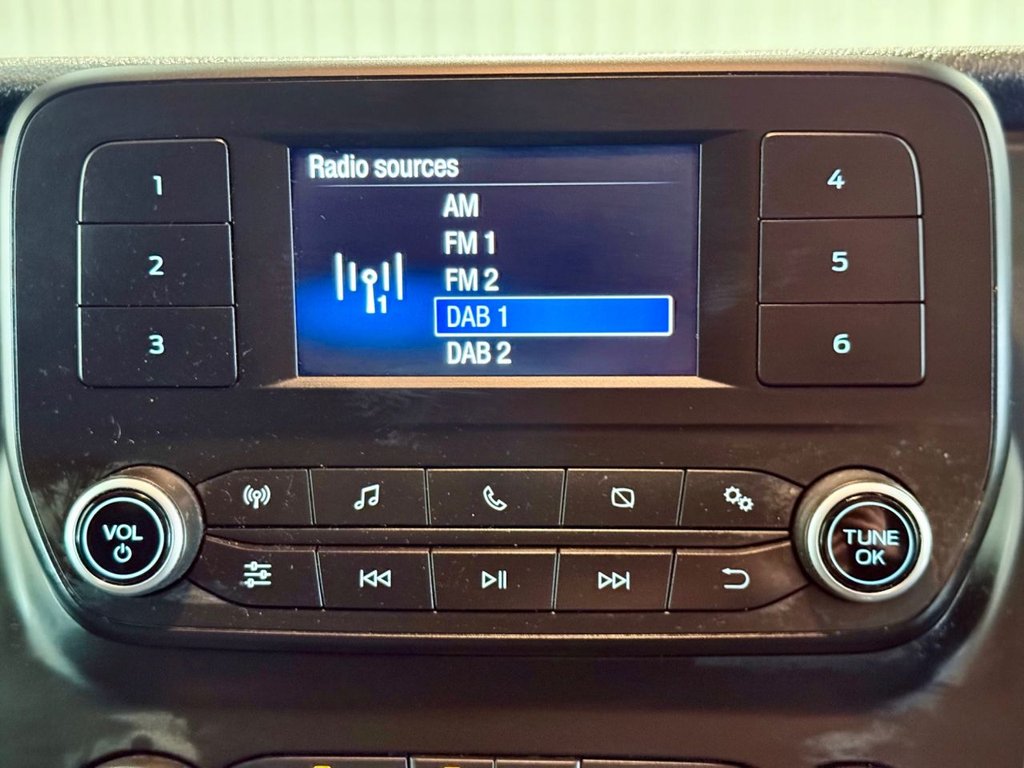 Radio sources
AM
FM 1
FM 2
DAB 1
DAB 2
1
1
2
3
4
5
6
VOL
TUNE
OK